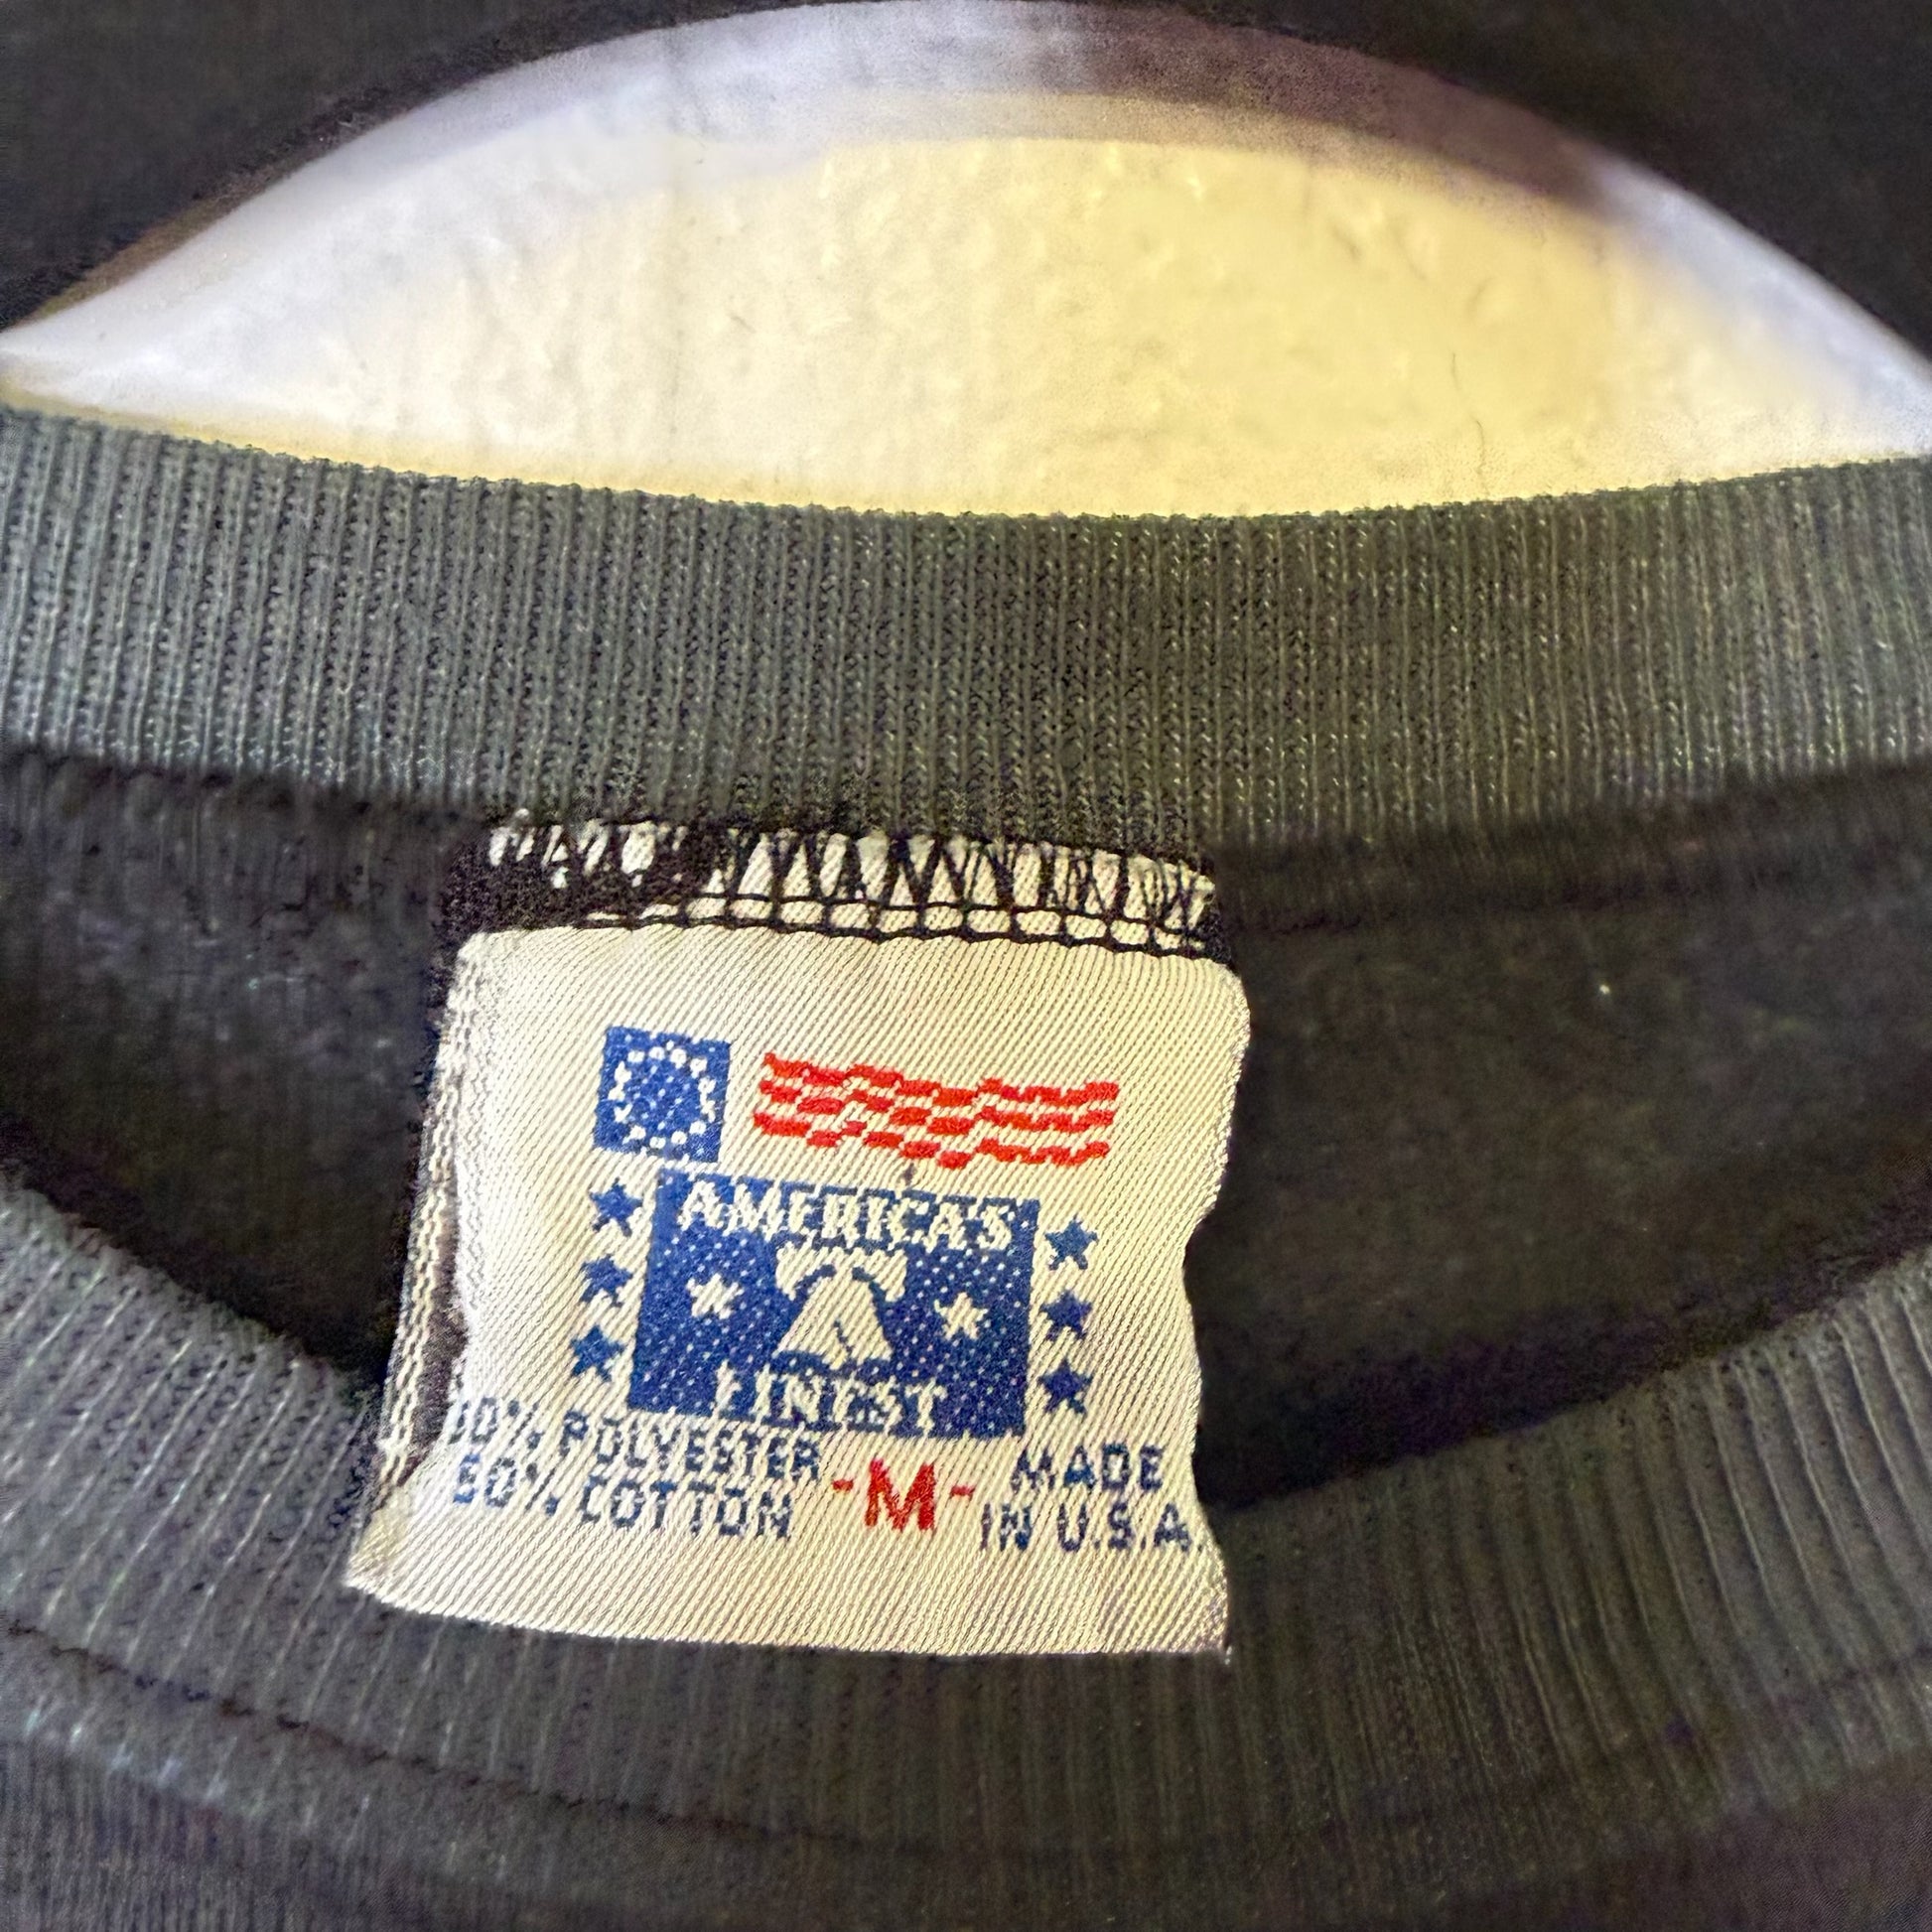 AMERICA'S
FINEST
50% POLYESTER
50% COTTON
-M-
MADE
IN U.S.A.